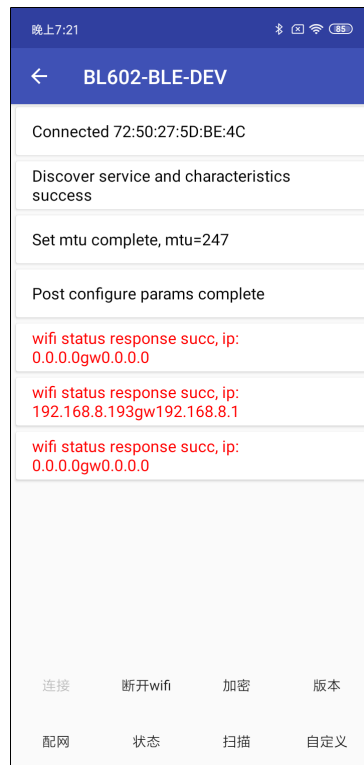 晚上7:21
85
BL602-BLE-DEV
Connected 72:50:27:5D:BE:4C
Discover service and characteristics
success
Set mtu complete, mtu=247
Post configure params complete
wifi status response succ, ip:
0.0.0.0gw0.0.0.0
wifi status response succ, ip:
192.168.8.193gw192.168.8.1
wifi status response succ, ip:
0.0.0.0gw0.0.0.0
连接 断开wifi 加密 版本
配网 状态 扫描 自定义